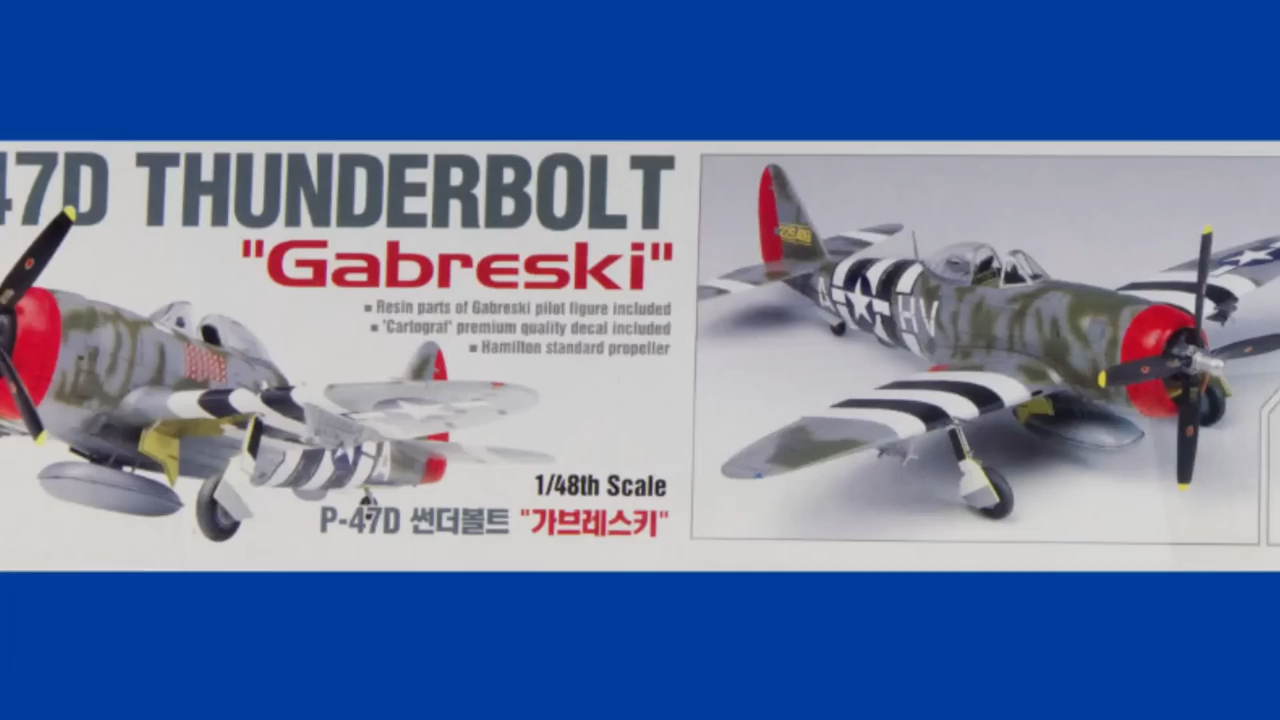 47D THUNDERBOLT
"Gabreski"
▪ Resin parts of Gabreski pilot figure included
▪ 'Cartograf' premium quality decal included
▪ Hamilton standard propeller
1/48th Scale
P-47D 썬더볼트 "가브레스키"
HV
A